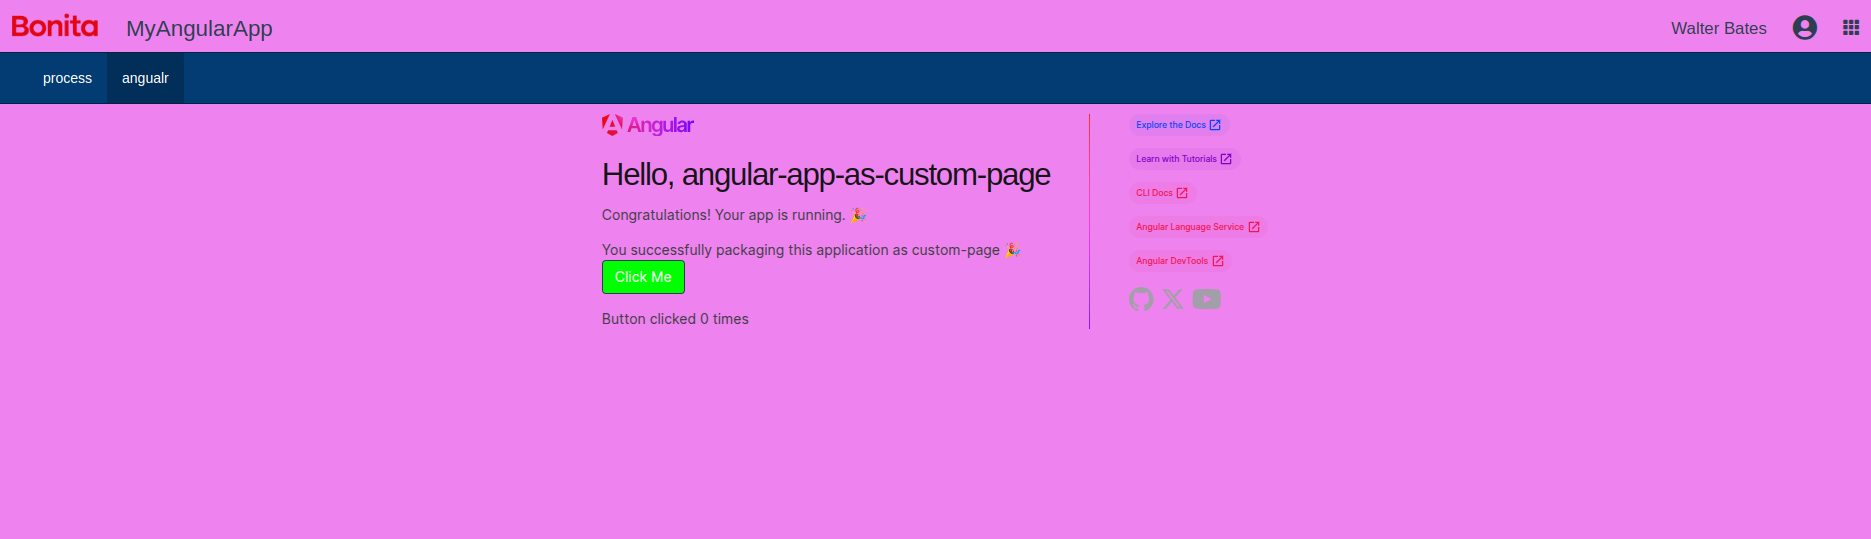 Bonita MyAngularApp Walter Bates
process angualr
Angular
Hello, angular-app-as-custom-page
Congratulations! Your app is running. 🎉
You successfully packaging this application as custom-page 🎉
Click Me
Button clicked 0 times
Explore the Docs
Learn with Tutorials
CLI Docs
Angular Language Service
Angular DevTools